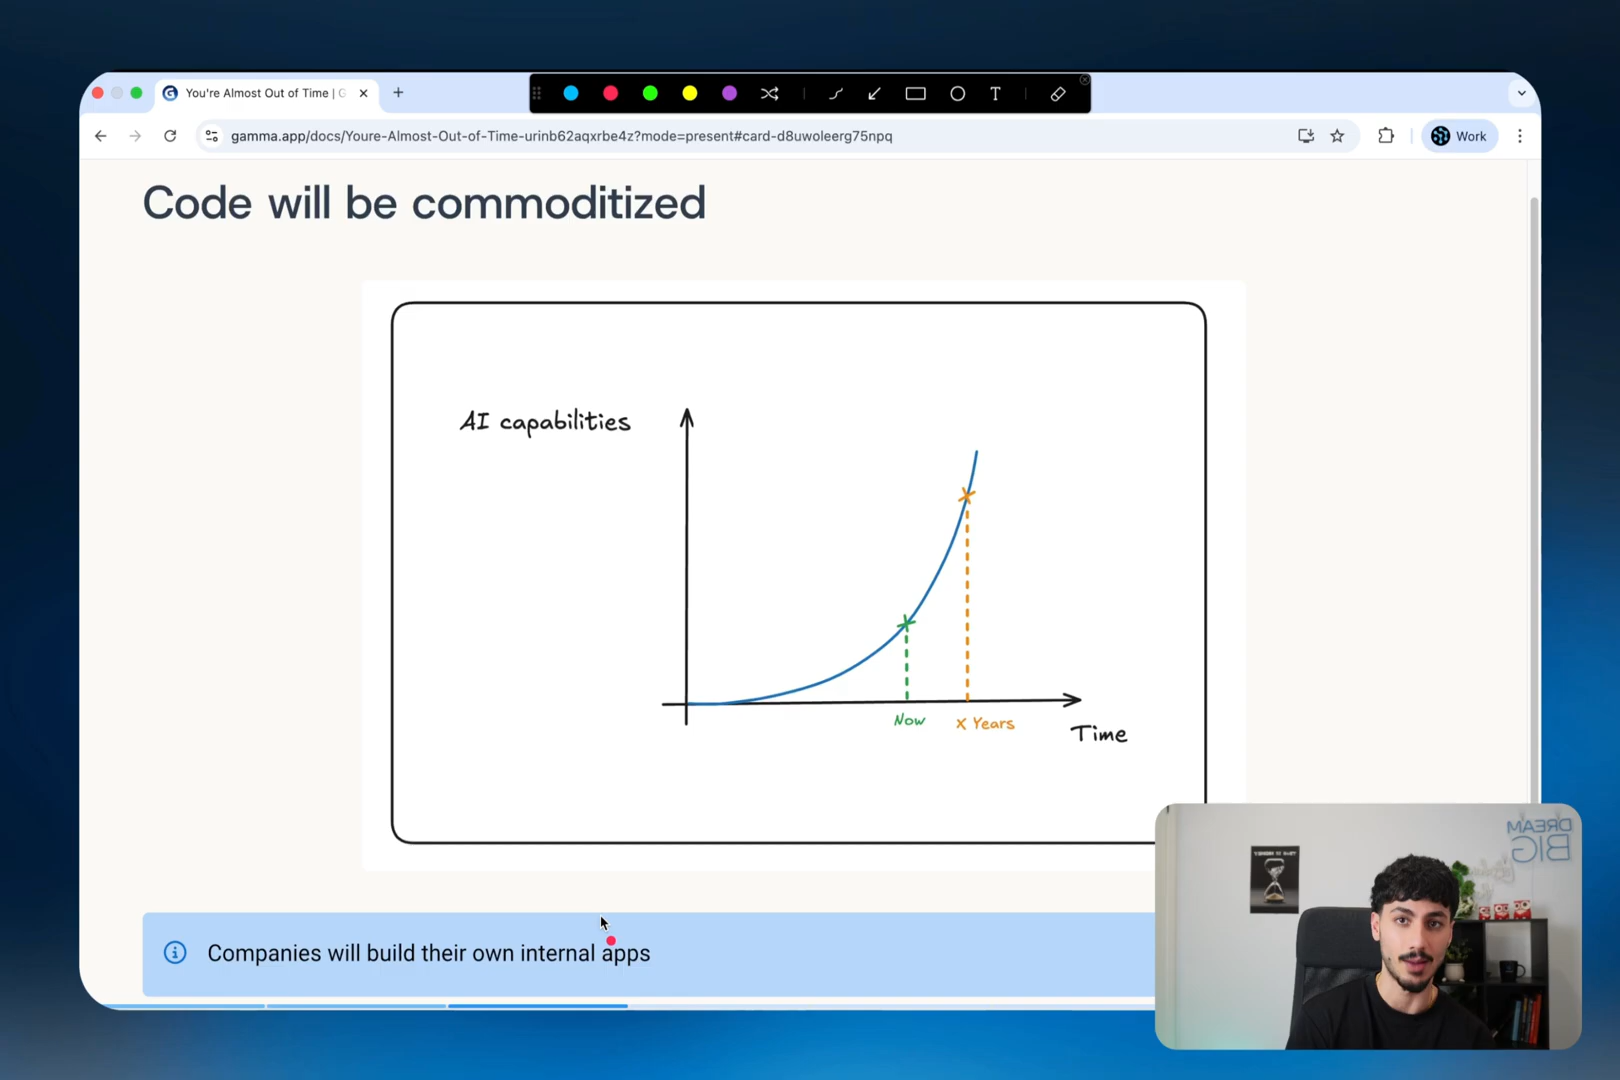 You're Almost Out of Time | G
gamma.app/docs/Youre-Almost-Out-of-Time-urinb62aqxrbe4z?mode=present#card-d8uwoleerg75npq
Work
Code will be commoditized
AI capabilities
Now
x Years
Time
Companies will build their own internal apps
DREAM
BIG